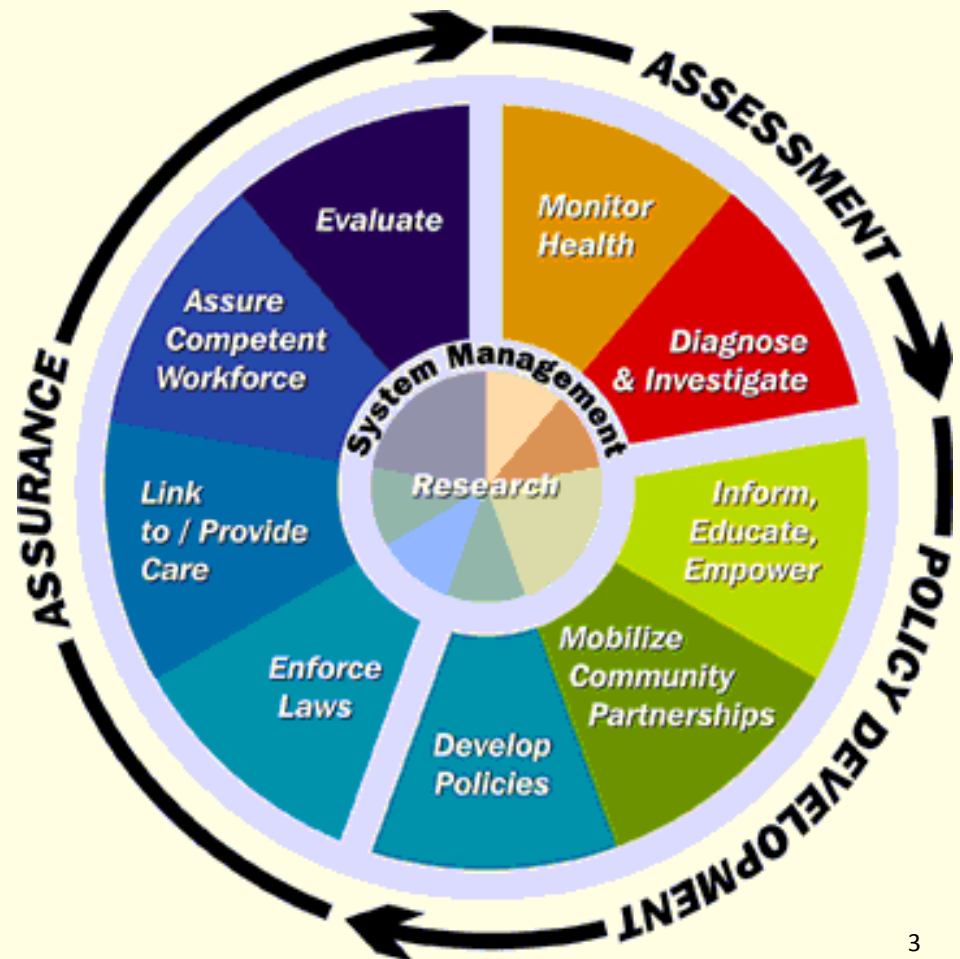 ASSESSMENT
POLICY DEVELOPMENT
ASSURANCE
Monitor
Health
Diagnose
& Investigate
Inform,
Educate,
Empower
Mobilize
Community
Partnerships
Develop
Policies
Enforce
Laws
Link
to / Provide
Care
Assure
Competent
Workforce
Evaluate
System Management
Research
3